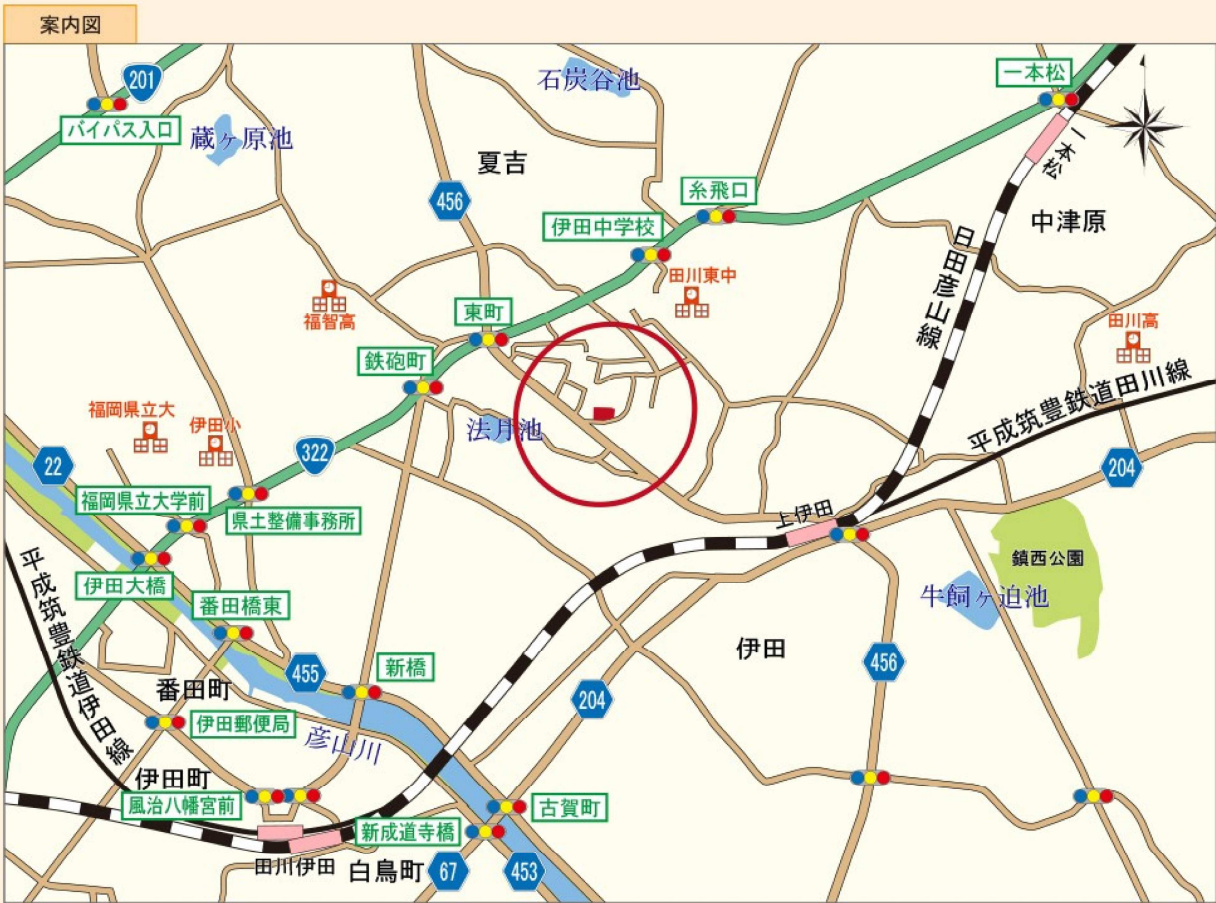 案内図
201
バイパス入口
蔵ヶ原池
石炭谷池
夏吉
456
一本松
一本松
中津原
糸飛口
伊田中学校
田川東中
日田彦山線
福智高
東町
鉄砲町
法月池
田川高
平成筑豊鉄道田川線
福岡県立大
伊田小
22
322
204
福岡県立大学前
県土整備事務所
上伊田
鎮西公園
牛飼ヶ迫池
伊田大橋
平成筑豊鉄道伊田線
番田橋東
455
新橋
番田町
伊田郵便局
彦山川
伊田
456
204
伊田町
風治八幡宮前
新成道寺橋
古賀町
田川伊田
白鳥町
67
453